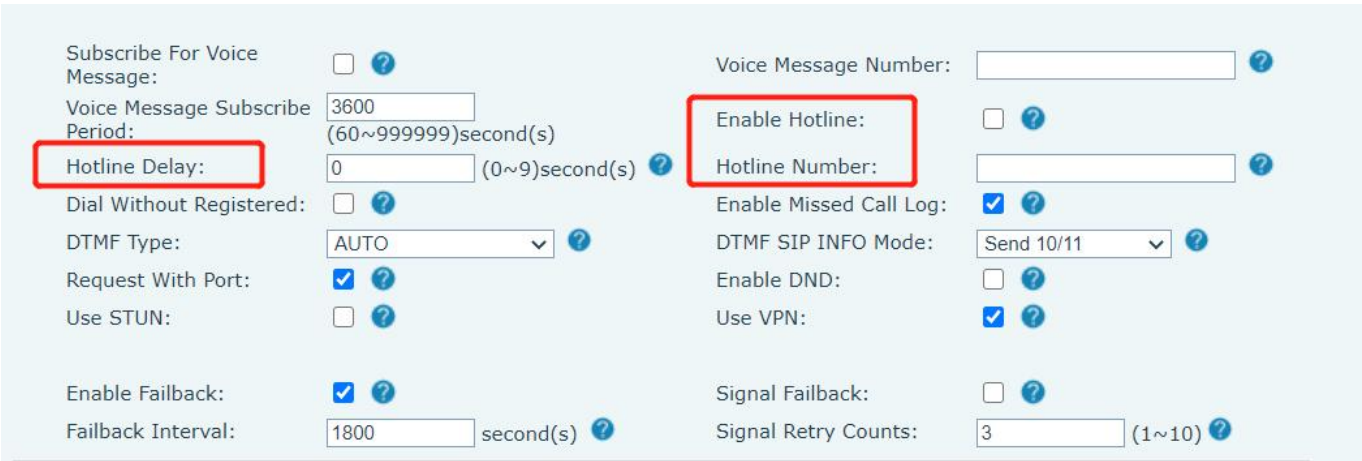 Subscribe For Voice
Message:
Voice Message Number:
Voice Message Subscribe
Period:
3600
(60~999999)second(s)
Enable Hotline:
Hotline Delay:
0
(0~9)second(s)
Hotline Number:
Dial Without Registered:
Enable Missed Call Log:
DTMF Type:
AUTO
DTMF SIP INFO Mode:
Send 10/11
Request With Port:
Enable DND:
Use STUN:
Use VPN:
Enable Failback:
Signal Failback:
Failback Interval:
1800
second(s)
Signal Retry Counts:
3
(1~10)